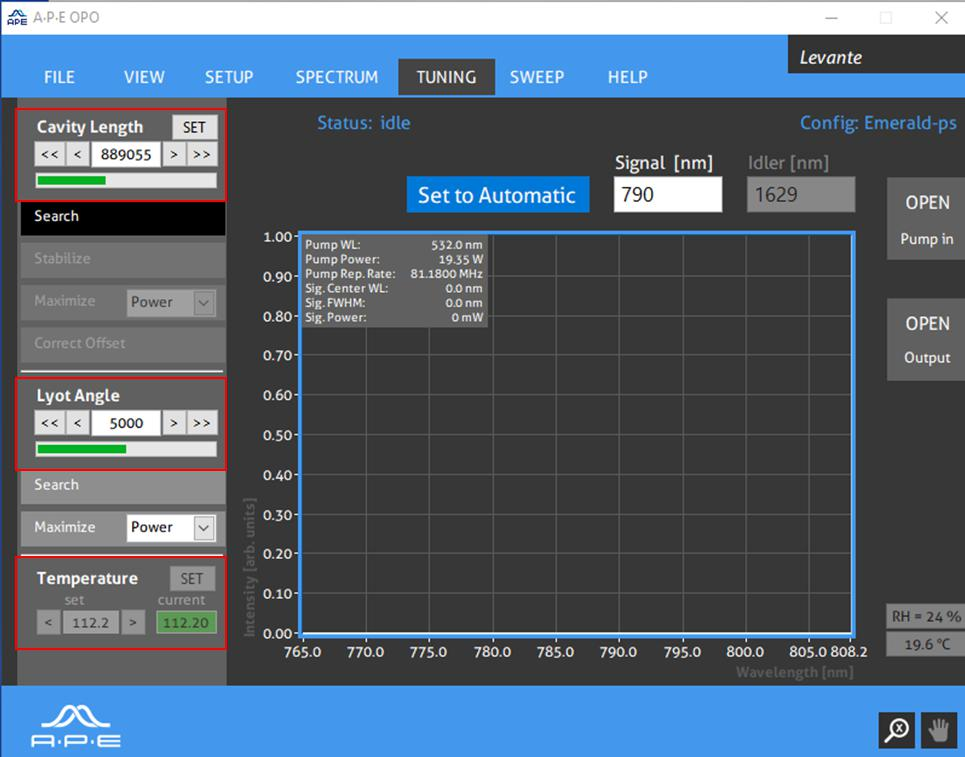 A·P·E OPO
Levante
FILE VIEW SETUP SPECTRUM TUNING SWEEP HELP
Cavity Length SET
<< < 889055 > >>
Search
Stabilize
Maximize Power
Correct Offset
Lyot Angle
<< < 5000 > >>
Search
Maximize Power
Temperature SET
set current
< 112.2 > 112.20
Status: idle
Config: Emerald-ps
Signal [nm] Idler [nm]
Set to Automatic 790 1629
OPEN
Pump in
OPEN
Output
Pump WL: 532.0 nm
Pump Power: 19.35 W
Pump Rep. Rate: 81.1800 MHz
Sig. Center WL: 0.0 nm
Sig. FWHM: 0.0 nm
Sig. Power: 0 mW
1.00
0.90
0.80
0.70
0.60
0.50
0.40
0.30
0.20
0.10
0.00
Intensity [arb. units]
765.0 770.0 775.0 780.0 785.0 790.0 795.0 800.0 805.0 808.2
Wavelength [nm]
RH = 24 %
19.6 °C
A·P·E